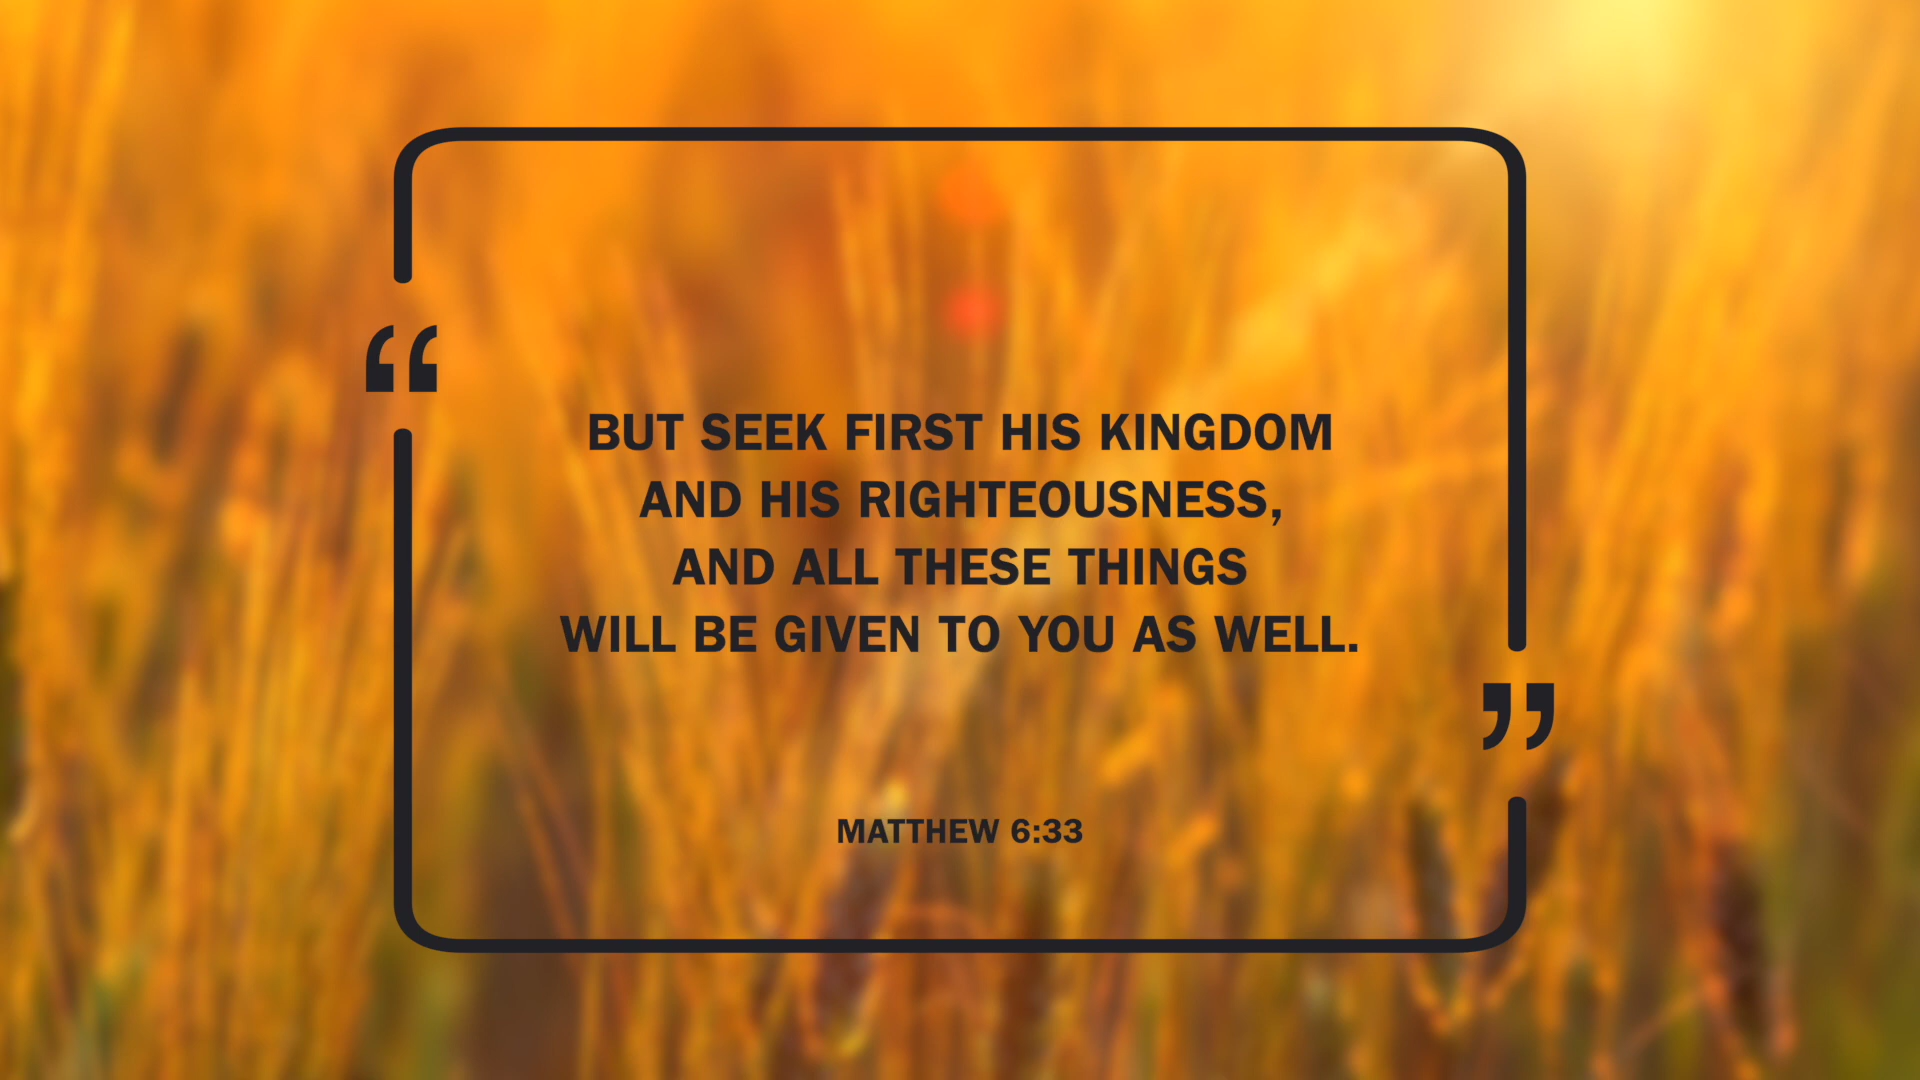 “
BUT SEEK FIRST HIS KINGDOM
AND HIS RIGHTEOUSNESS,
AND ALL THESE THINGS
WILL BE GIVEN TO YOU AS WELL.
”
MATTHEW 6:33